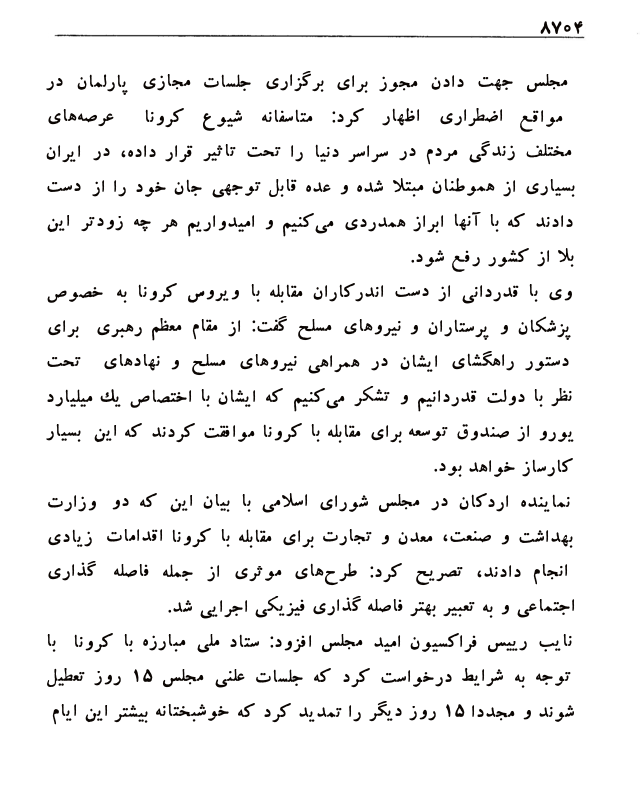 ۸۷۰۴
مجلس جهت دادن مجوز برای برگزاری جلسات مجازی پارلمان در
مواقع اضطراری اظهار کرد: متاسفانه شیوع کرونا عرصه‌های
مختلف زندگی مردم در سراسر دنیا را تحت تاثیر قرار داده، در ایران
بسیاری از هموطنان مبتلا شده و عده قابل توجهی جان خود را از دست
دادند که با آنها ابراز همدردی می‌کنیم و امیدواریم هر چه زودتر این
بلا از کشور رفع شود.
وی با قدردانی از دست اندرکاران مقابله با ویروس کرونا به خصوص
پزشکان و پرستاران و نیروهای مسلح گفت: از مقام معظم رهبری برای
دستور راهگشای ایشان در همراهی نیروهای مسلح و نهادهای تحت
نظر با دولت قدردانیم و تشکر می‌کنیم که ایشان با اختصاص یك میلیارد
یورو از صندوق توسعه برای مقابله با کرونا موافقت کردند که این بسیار
کارساز خواهد بود.
نماینده اردکان در مجلس شورای اسلامی با بیان این که دو وزارت
بهداشت و صنعت، معدن و تجارت برای مقابله با کرونا اقدامات زیادی
انجام دادند، تصریح کرد: طرح‌های موثری از جمله فاصله گذاری
اجتماعی و به تعبیر بهتر فاصله گذاری فیزیکی اجرایی شد.
نایب رییس فراکسیون امید مجلس افزود: ستاد ملی مبارزه با کرونا با
توجه به شرایط درخواست کرد که جلسات علنی مجلس ۱۵ روز تعطیل
شوند و مجددا ۱۵ روز دیگر را تمدید کرد که خوشبختانه بیشتر این ایام